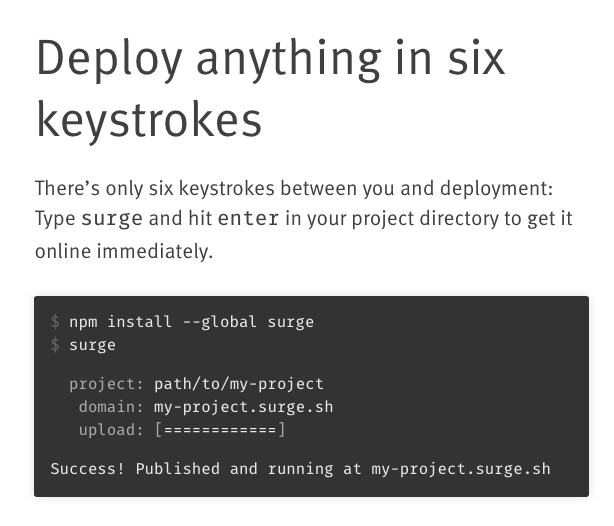 Deploy anything in six
keystrokes
There’s only six keystrokes between you and deployment:
Type surge and hit enter in your project directory to get it
online immediately.
$ npm install --global surge
$ surge
project: path/to/my-project
domain: my-project.surge.sh
upload: [============]
Success! Published and running at my-project.surge.sh